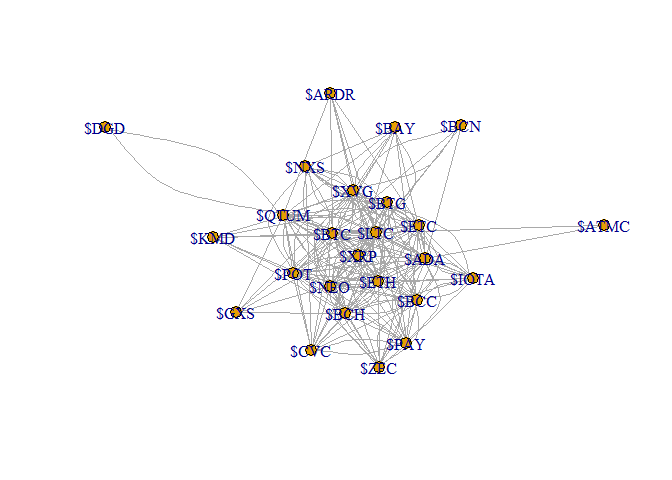 $ARDR
$DGD
$BAY
$BCN
$NXS
$XVG
$BTG
$QTUM
$ETC
$ATMC
$BTC
$LTC
$KMD
$XRP
$ADA
$POT
$NEO
$ETH
$IOTA
$BCC
$GXS
$BCH
$CVC
$PAY
$ZEC